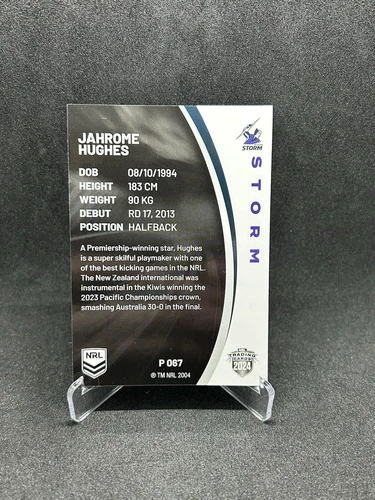 JAHROME
HUGHES
STORM
STORM
DOB 08/10/1994
HEIGHT 183 CM
WEIGHT 90 KG
DEBUT RD 17, 2013
POSITION HALFBACK
A Premiership-winning star, Hughes
is a super skilful playmaker with one
of the best kicking games in the NRL.
The New Zealand international was
instrumental in the Kiwis winning the
2023 Pacific Championships crown,
smashing Australia 30-0 in the final.
NRL
P 067
© TM NRL 2004
TRADING
CARDS
2024